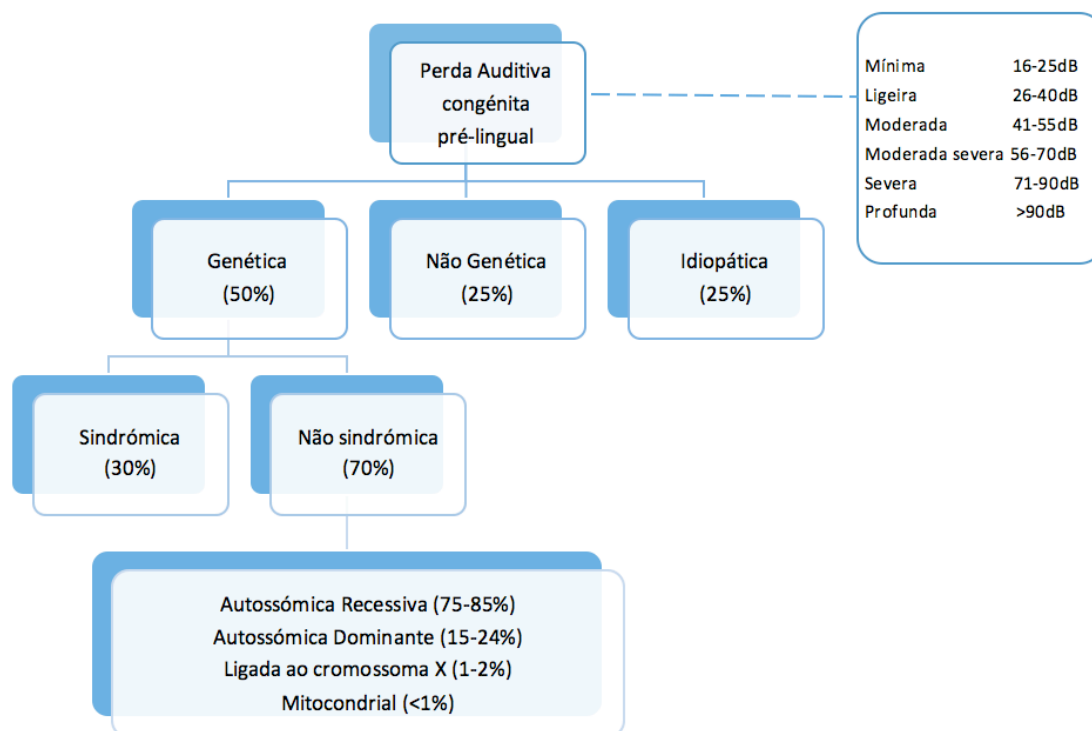 Perda Auditiva
congénita
pré-lingual
Mínima 16-25dB
Ligeira 26-40dB
Moderada 41-55dB
Moderada severa 56-70dB
Severa 71-90dB
Profunda >90dB
Genética
(50%)
Não Genética
(25%)
Idiopática
(25%)
Sindrómica
(30%)
Não sindrómica
(70%)
Autossómica Recessiva (75-85%)
Autossómica Dominante (15-24%)
Ligada ao cromossoma X (1-2%)
Mitocondrial (<1%)